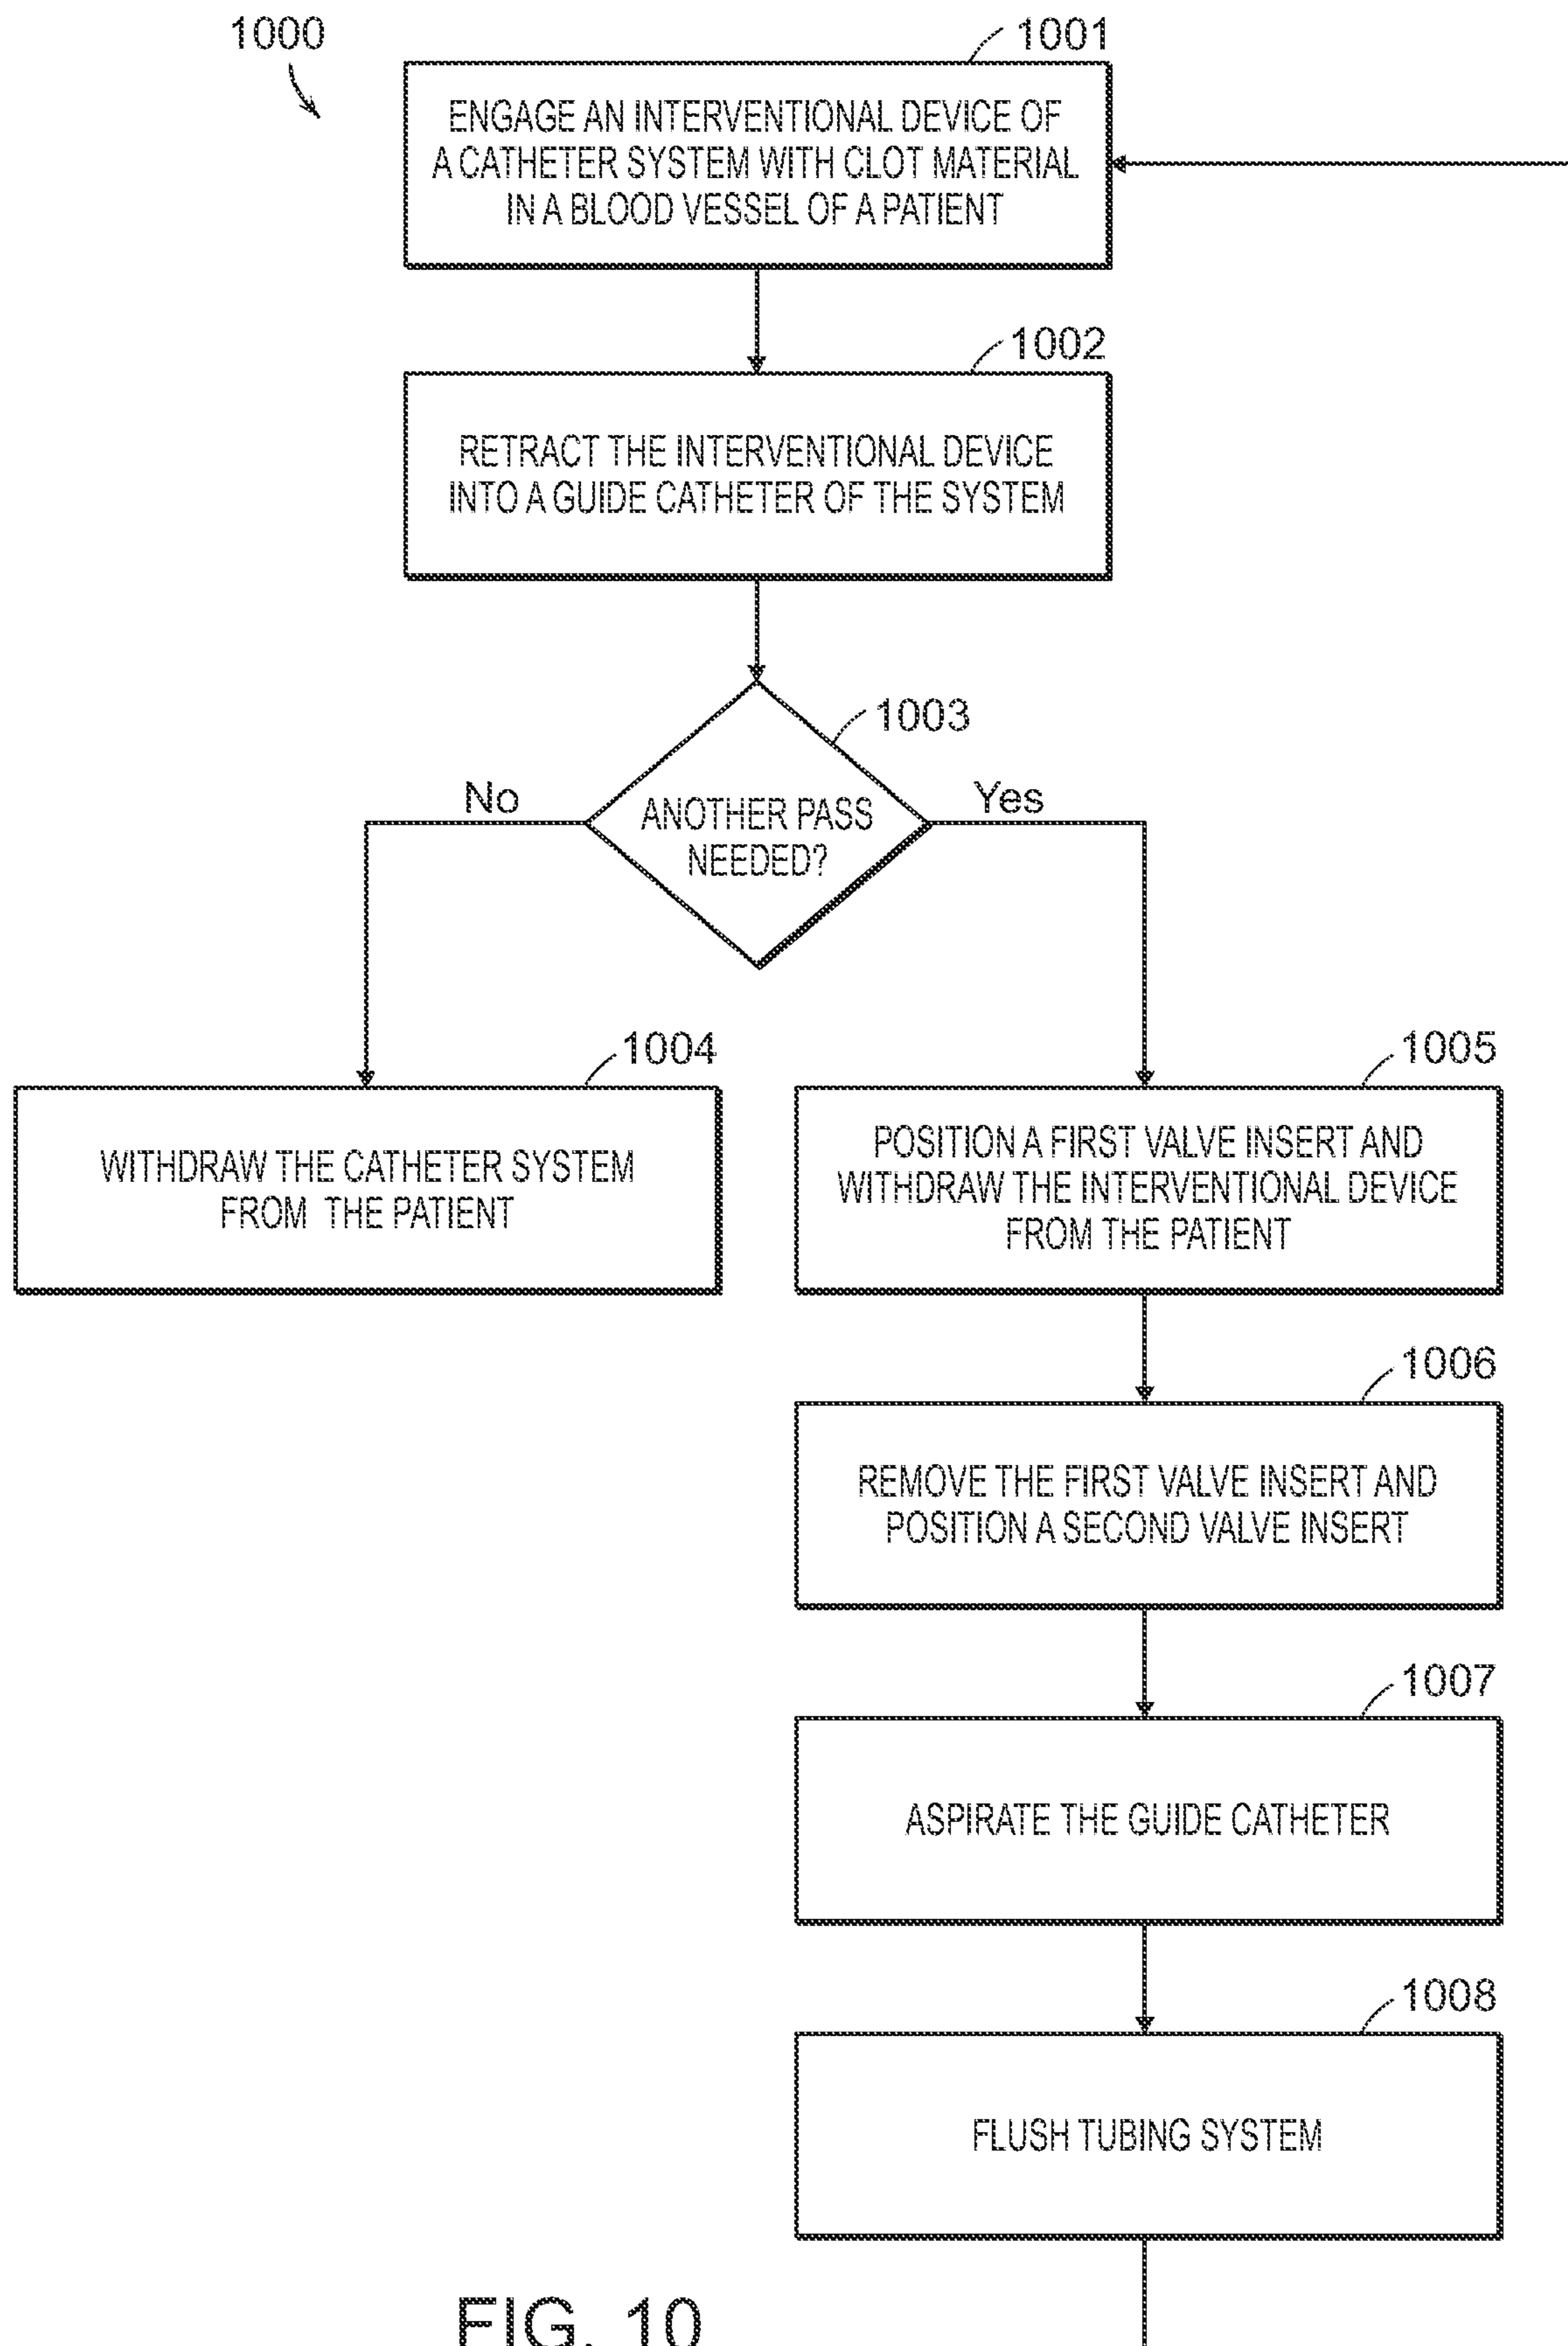 1000
1001
ENGAGE AN INTERVENTIONAL DEVICE OF
A CATHETER SYSTEM WITH CLOT MATERIAL
IN A BLOOD VESSEL OF A PATIENT
1002
RETRACT THE INTERVENTIONAL DEVICE
INTO A GUIDE CATHETER OF THE SYSTEM
1003
ANOTHER PASS
NEEDED?
No
Yes
1004
WITHDRAW THE CATHETER SYSTEM
FROM THE PATIENT
1005
POSITION A FIRST VALVE INSERT AND
WITHDRAW THE INTERVENTIONAL DEVICE
FROM THE PATIENT
1006
REMOVE THE FIRST VALVE INSERT AND
POSITION A SECOND VALVE INSERT
1007
ASPIRATE THE GUIDE CATHETER
1008
FLUSH TUBING SYSTEM
FIG. 10